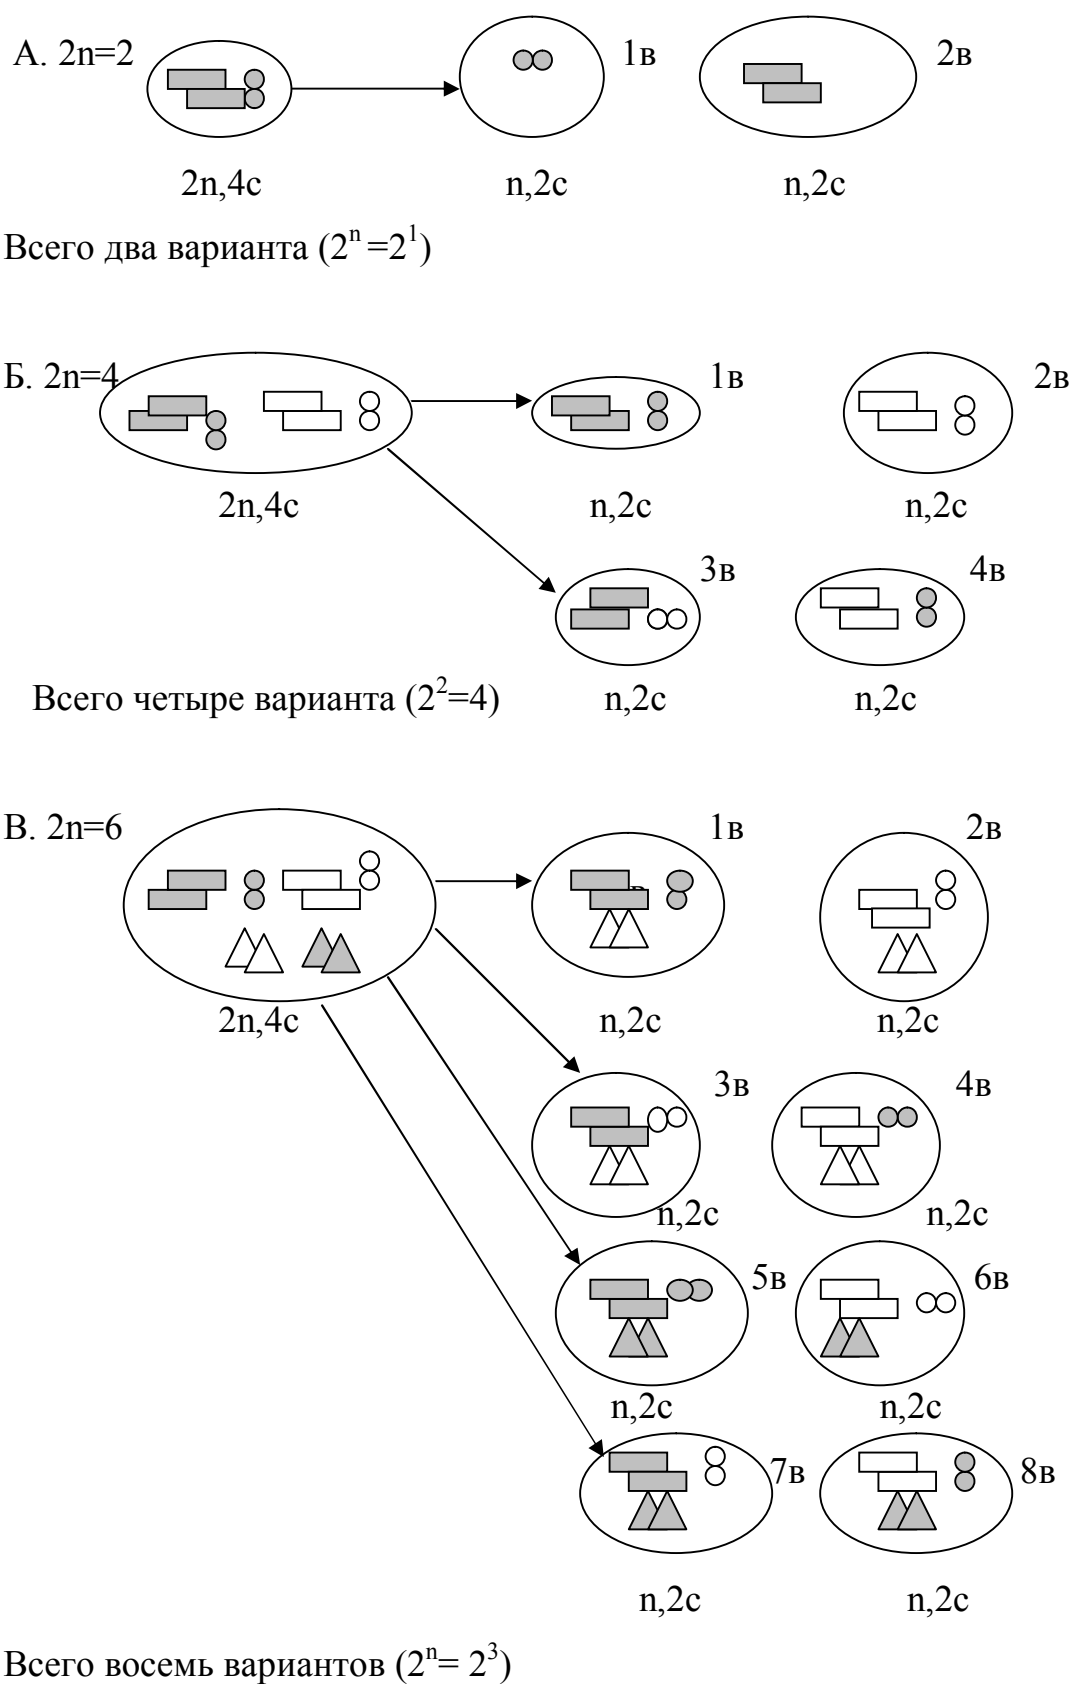 А. 2n=2 1в 2в
2n,4c n,2c n,2c
Всего два варианта (2ⁿ =2¹)
Б. 2n=4 1в 2в
2n,4c n,2c n,2c
3в 4в
Всего четыре варианта (2²=4) n,2c n,2c
В. 2n=6 1в 2в
в
2n,4c n,2c n,2c
3в 4в
n,2c n,2c
5в 6в
n,2c n,2c
7в 8в
n,2c n,2c
Всего восемь вариантов (2ⁿ= 2³)